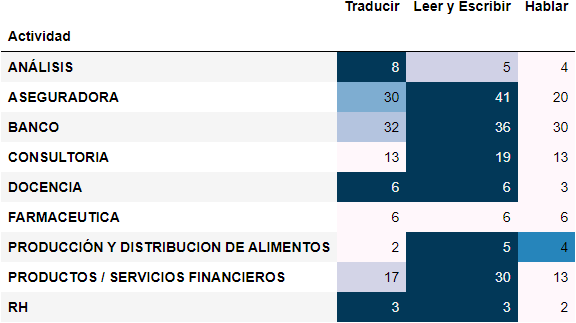 Traducir Leer y Escribir Hablar
Actividad
ANÁLISIS 8 5 4
ASEGURADORA 30 41 20
BANCO 32 36 30
CONSULTORIA 13 19 13
DOCENCIA 6 6 3
FARMACEUTICA 6 6 6
PRODUCCIÓN Y DISTRIBUCION DE ALIMENTOS 2 5 4
PRODUCTOS / SERVICIOS FINANCIEROS 17 30 13
RH 3 3 2